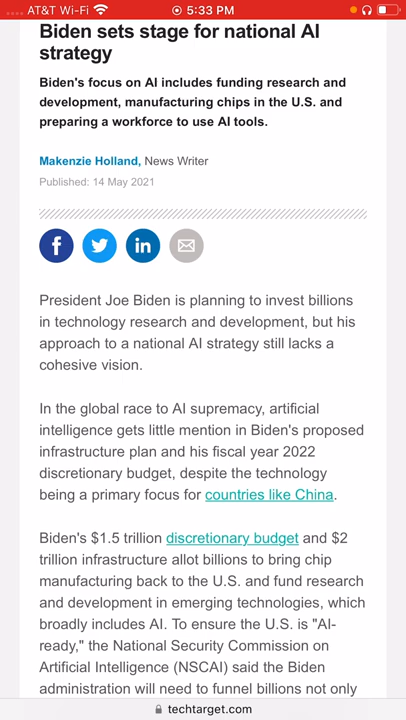 AT&T Wi-Fi 5:33 PM
Biden sets stage for national AI
strategy
Biden's focus on AI includes funding research and
development, manufacturing chips in the U.S. and
preparing a workforce to use AI tools.
Makenzie Holland, News Writer
Published: 14 May 2021
f in
President Joe Biden is planning to invest billions
in technology research and development, but his
approach to a national AI strategy still lacks a
cohesive vision.
In the global race to AI supremacy, artificial
intelligence gets little mention in Biden's proposed
infrastructure plan and his fiscal year 2022
discretionary budget, despite the technology
being a primary focus for countries like China.
Biden's $1.5 trillion discretionary budget and $2
trillion infrastructure allot billions to bring chip
manufacturing back to the U.S. and fund research
and development in emerging technologies, which
broadly includes AI. To ensure the U.S. is "AI-
ready," the National Security Commission on
Artificial Intelligence (NSCAI) said the Biden
administration will need to funnel billions not only
techtarget.com